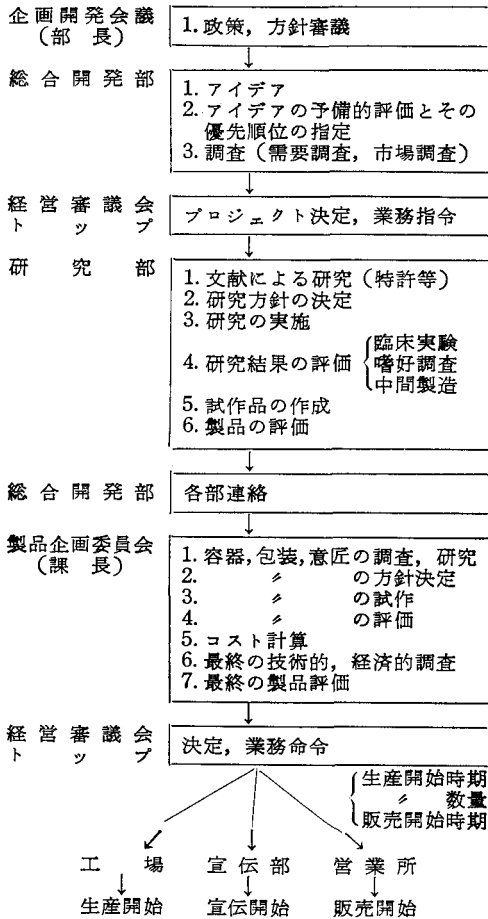 企画開発会議
(部長)
1. 政策,方針審議
総合開発部
1. アイデア
2. アイデアの予備的評価とその
優先順位の指定
3. 調査(需要調査,市場調査)
経営審議会
トップ
プロジェクト決定,業務指令
研究部
1. 文献による研究(特許等)
2. 研究方針の決定
3. 研究の実施
4. 研究結果の評価
臨床実験
嗜好調査
中間製造
5. 試作品の作成
6. 製品の評価
総合開発部
各部連絡
製品企画委員会
(課長)
1. 容器,包装,意匠の調査,研究
2. 〃 の方針決定
3. 〃 の試作
4. 〃 の評価
5. コスト計算
6. 最終の技術的,経済的調査
7. 最終の製品評価
経営審議会
トップ
決定,業務命令
生産開始時期
〃 数量
販売開始時期
工場 宣伝部 営業所
生産開始 宣伝開始 販売開始